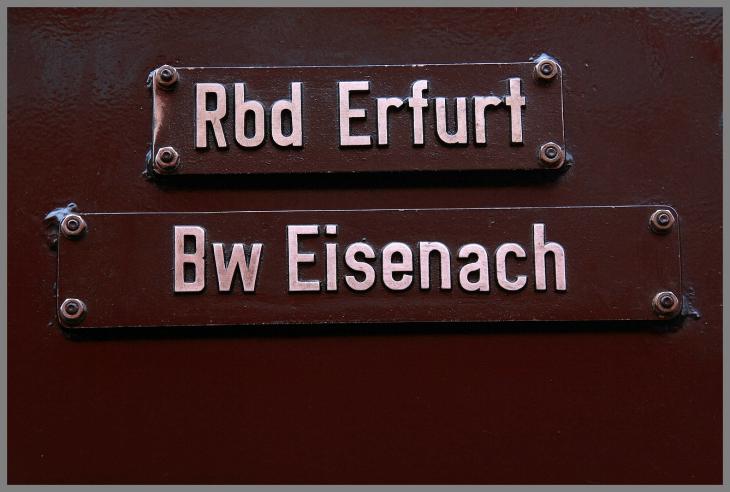 Rbd Erfurt
Bw Eisenach